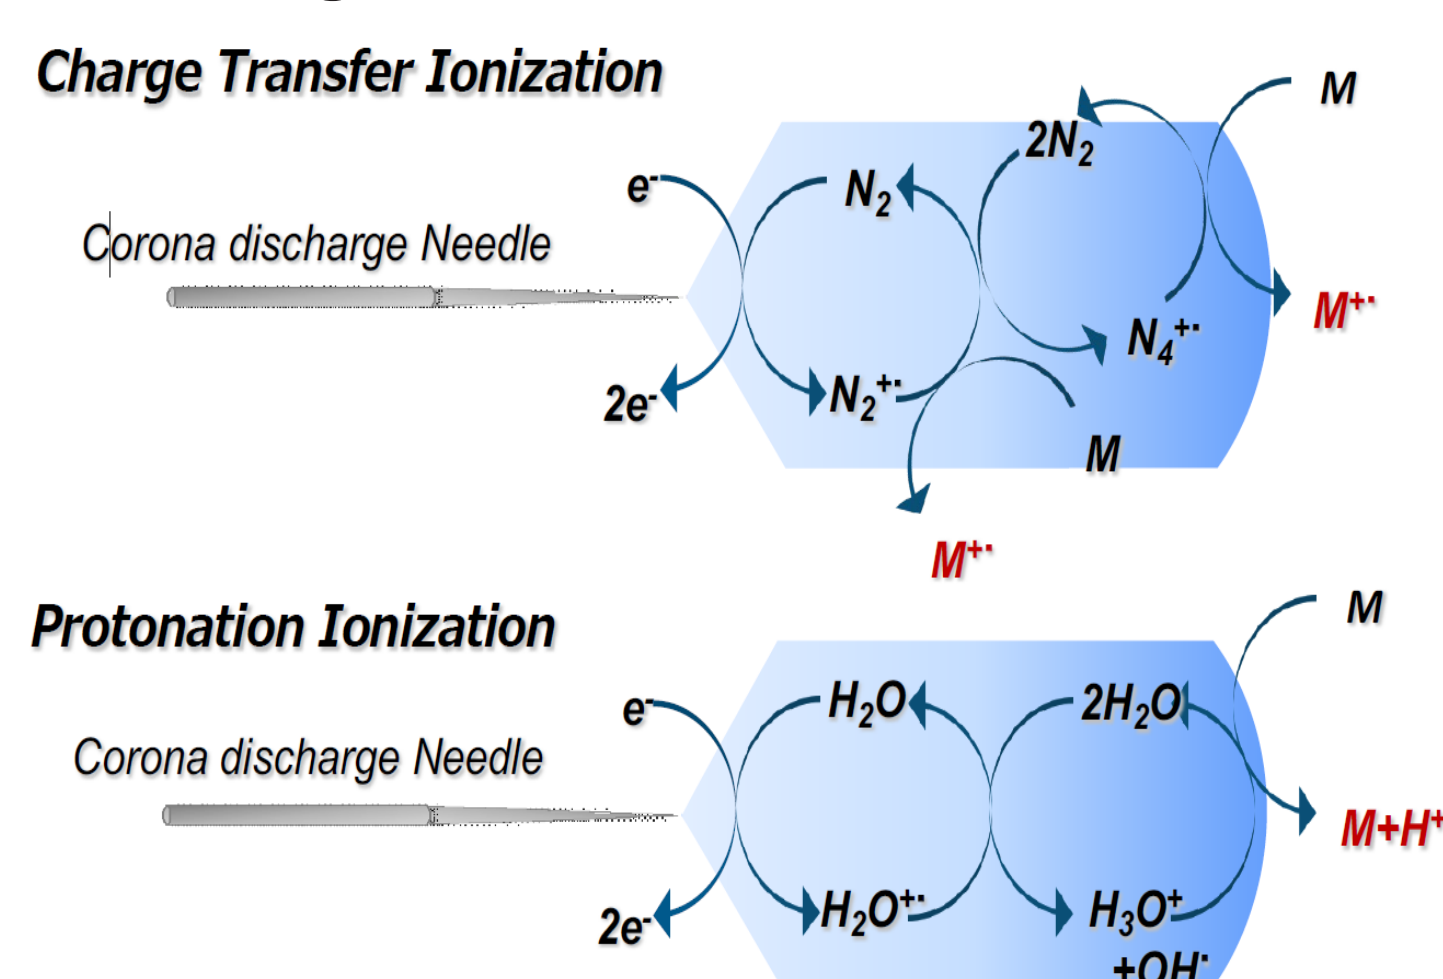 Charge Transfer Ionization
M
2N₂
e⁻
N₂
Corona discharge Needle
M⁺·
N₄⁺·
2e⁻
N₂⁺·
M
M⁺·
Protonation Ionization
M
e⁻
H₂O
2H₂O
Corona discharge Needle
M+H⁺
2e⁻
H₂O⁺·
H₃O⁺
+OH·